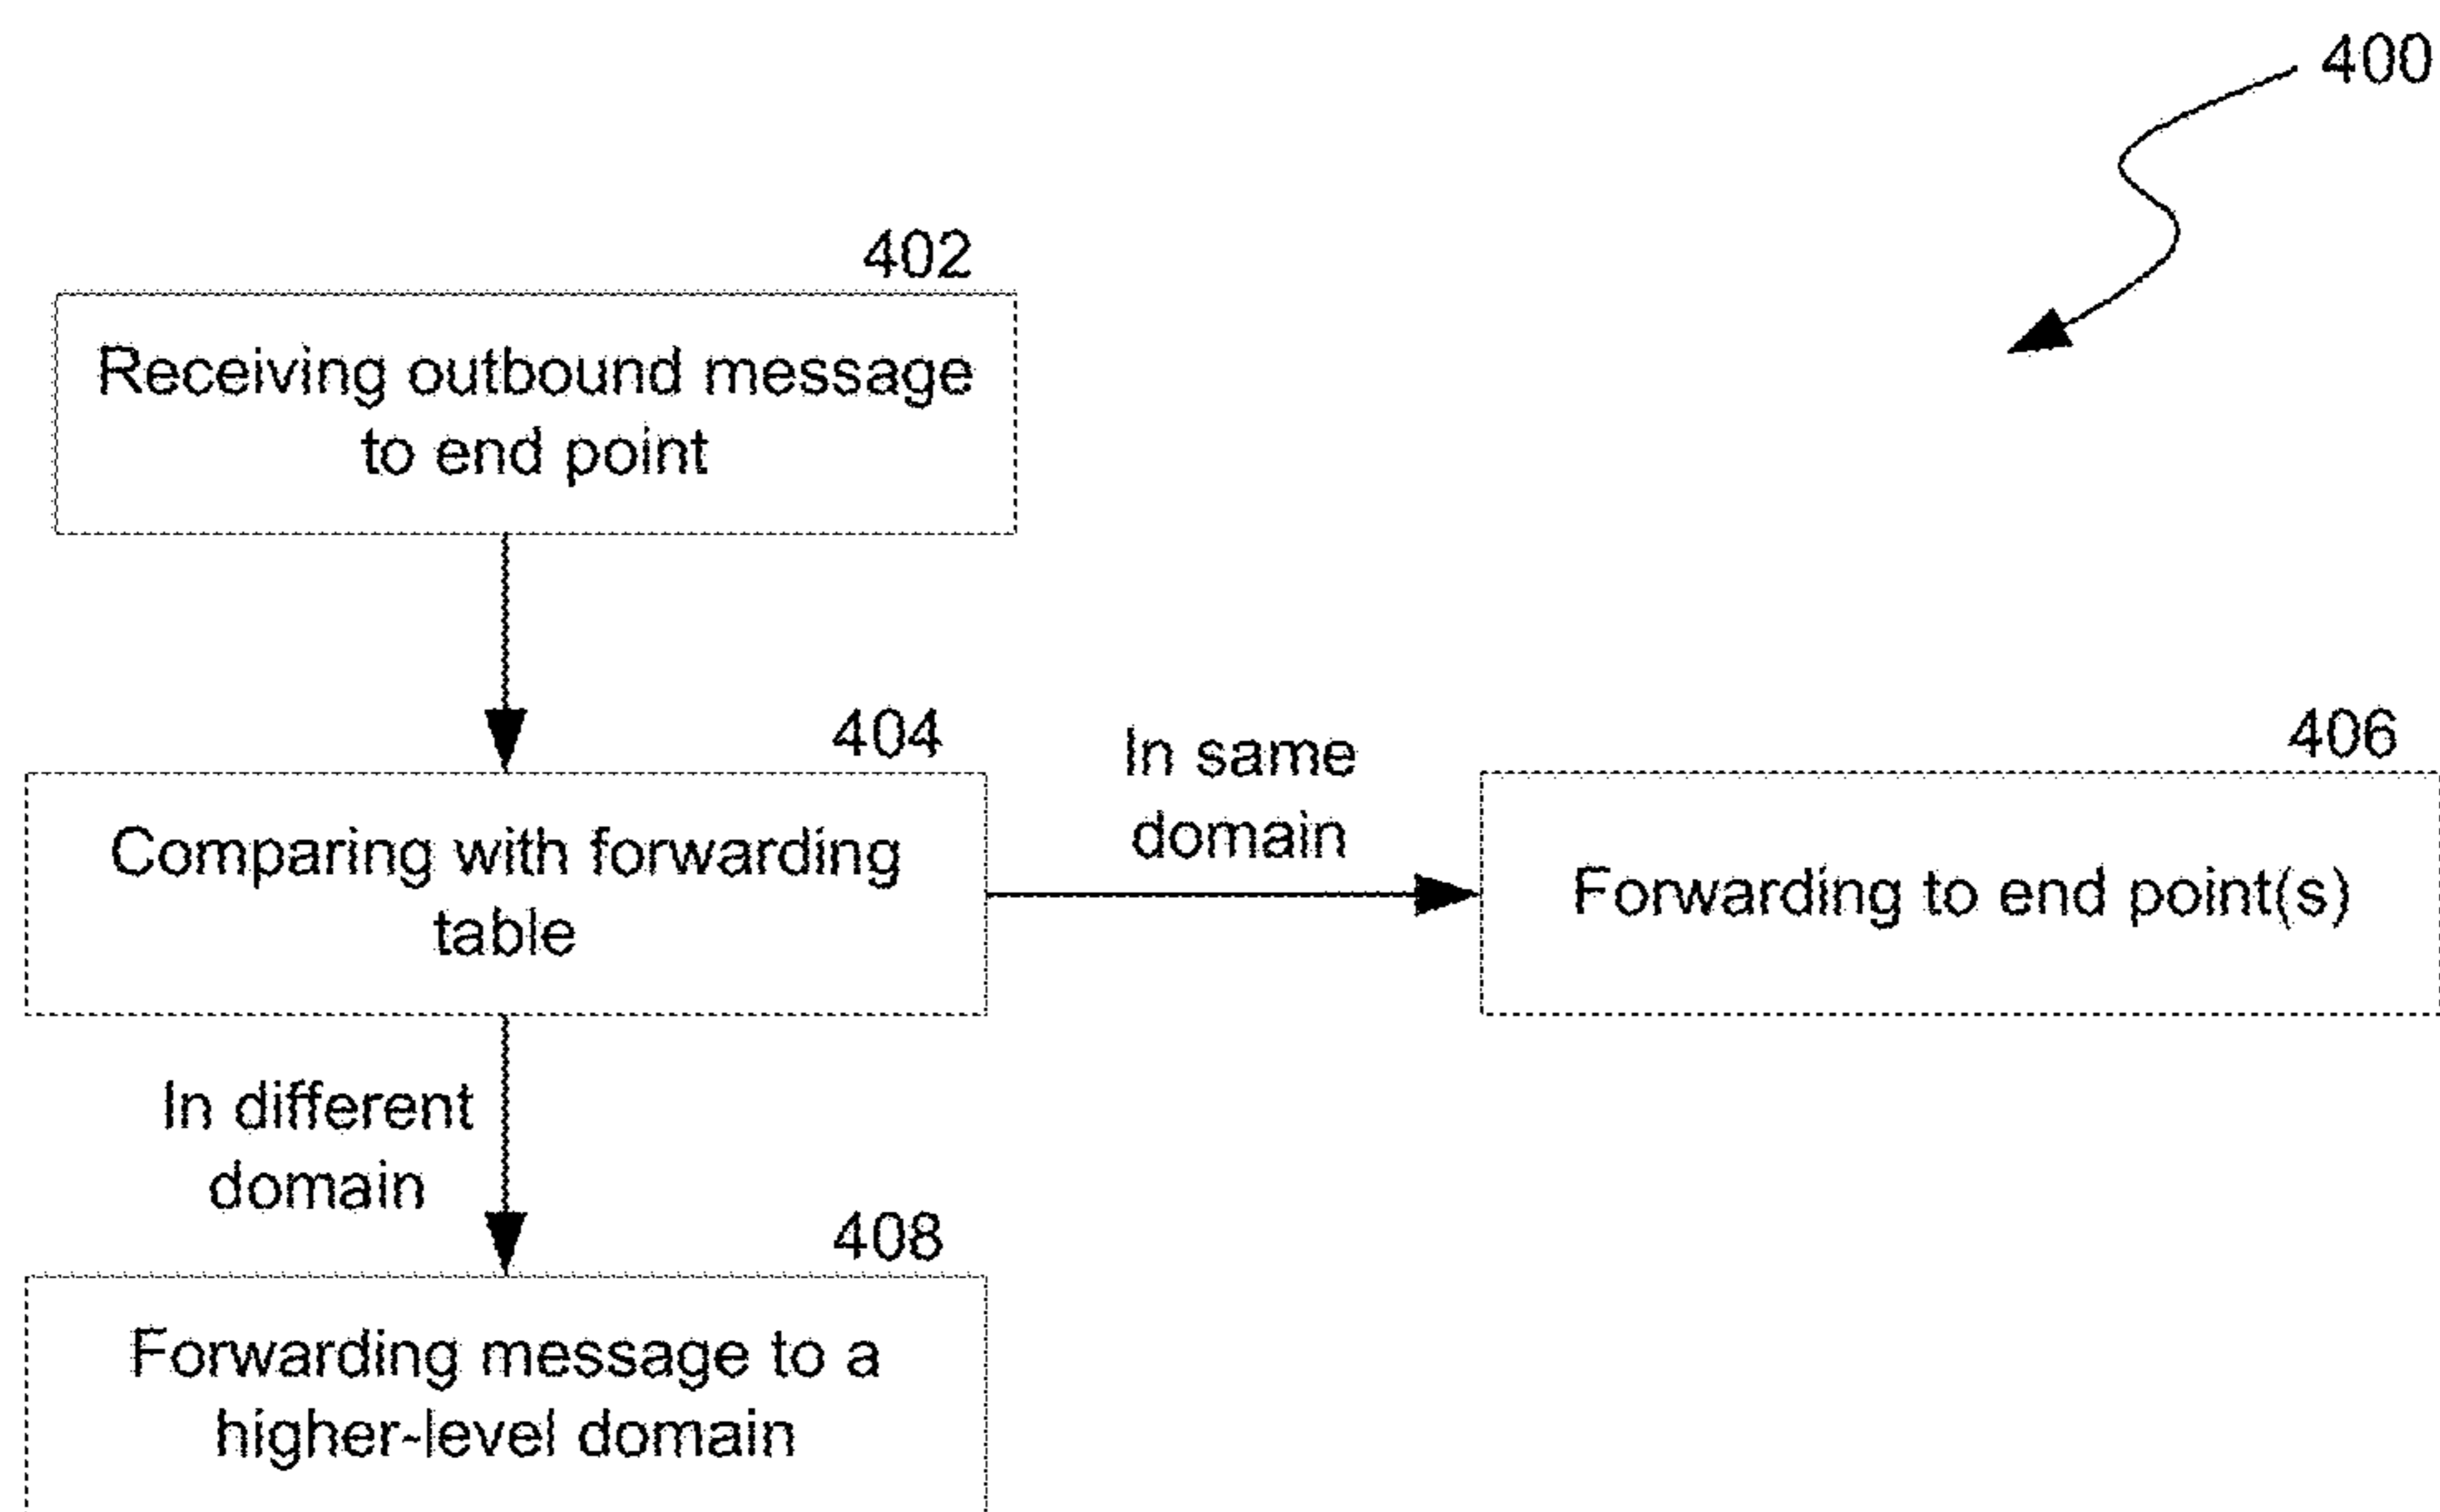 400
402
Receiving outbound message
to end point
404
Comparing with forwarding
table
In same
domain
406
Forwarding to end point(s)
In different
domain
408
Forwarding message to a
higher-level domain